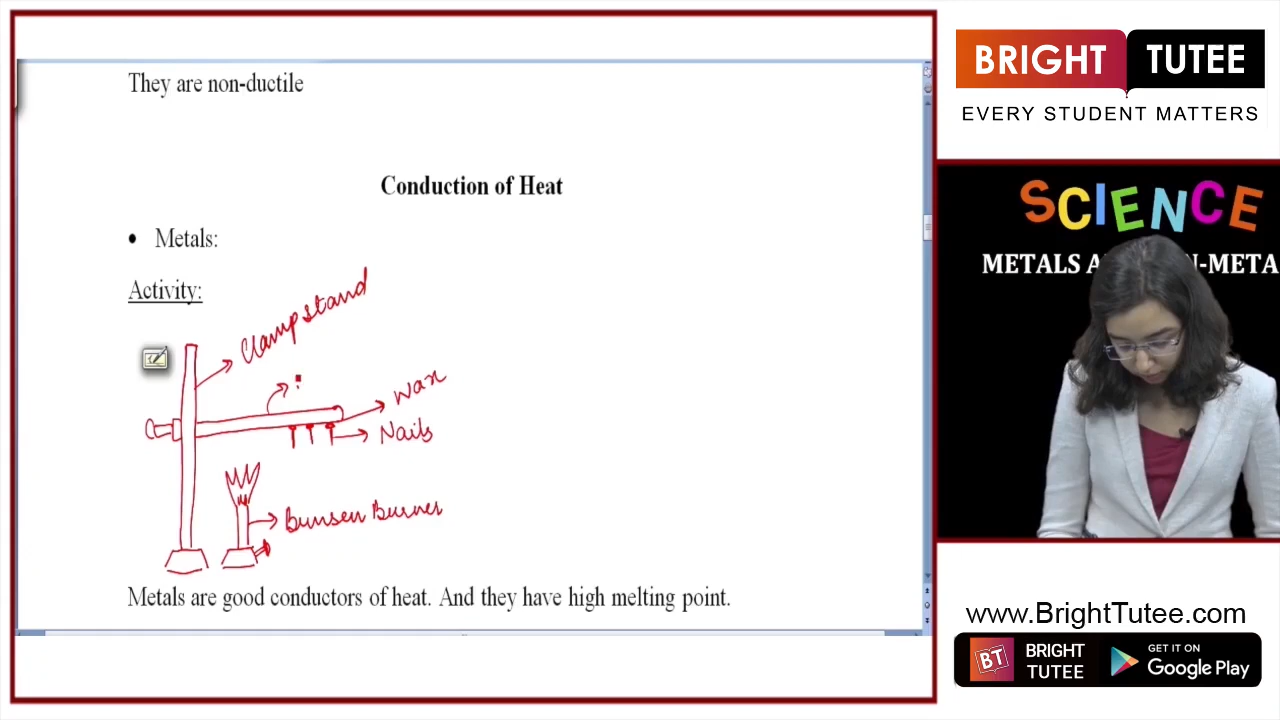 They are non-ductile
Conduction of Heat
• Metals:
Activity:
Clamp stand
Wax
Nails
Bunsen Burner
Metals are good conductors of heat. And they have high melting point.
BRIGHT TUTEE
EVERY STUDENT MATTERS
SCIENCE
METALS A N-META
www.BrightTutee.com
BT BRIGHT TUTEE
GET IT ON Google Play